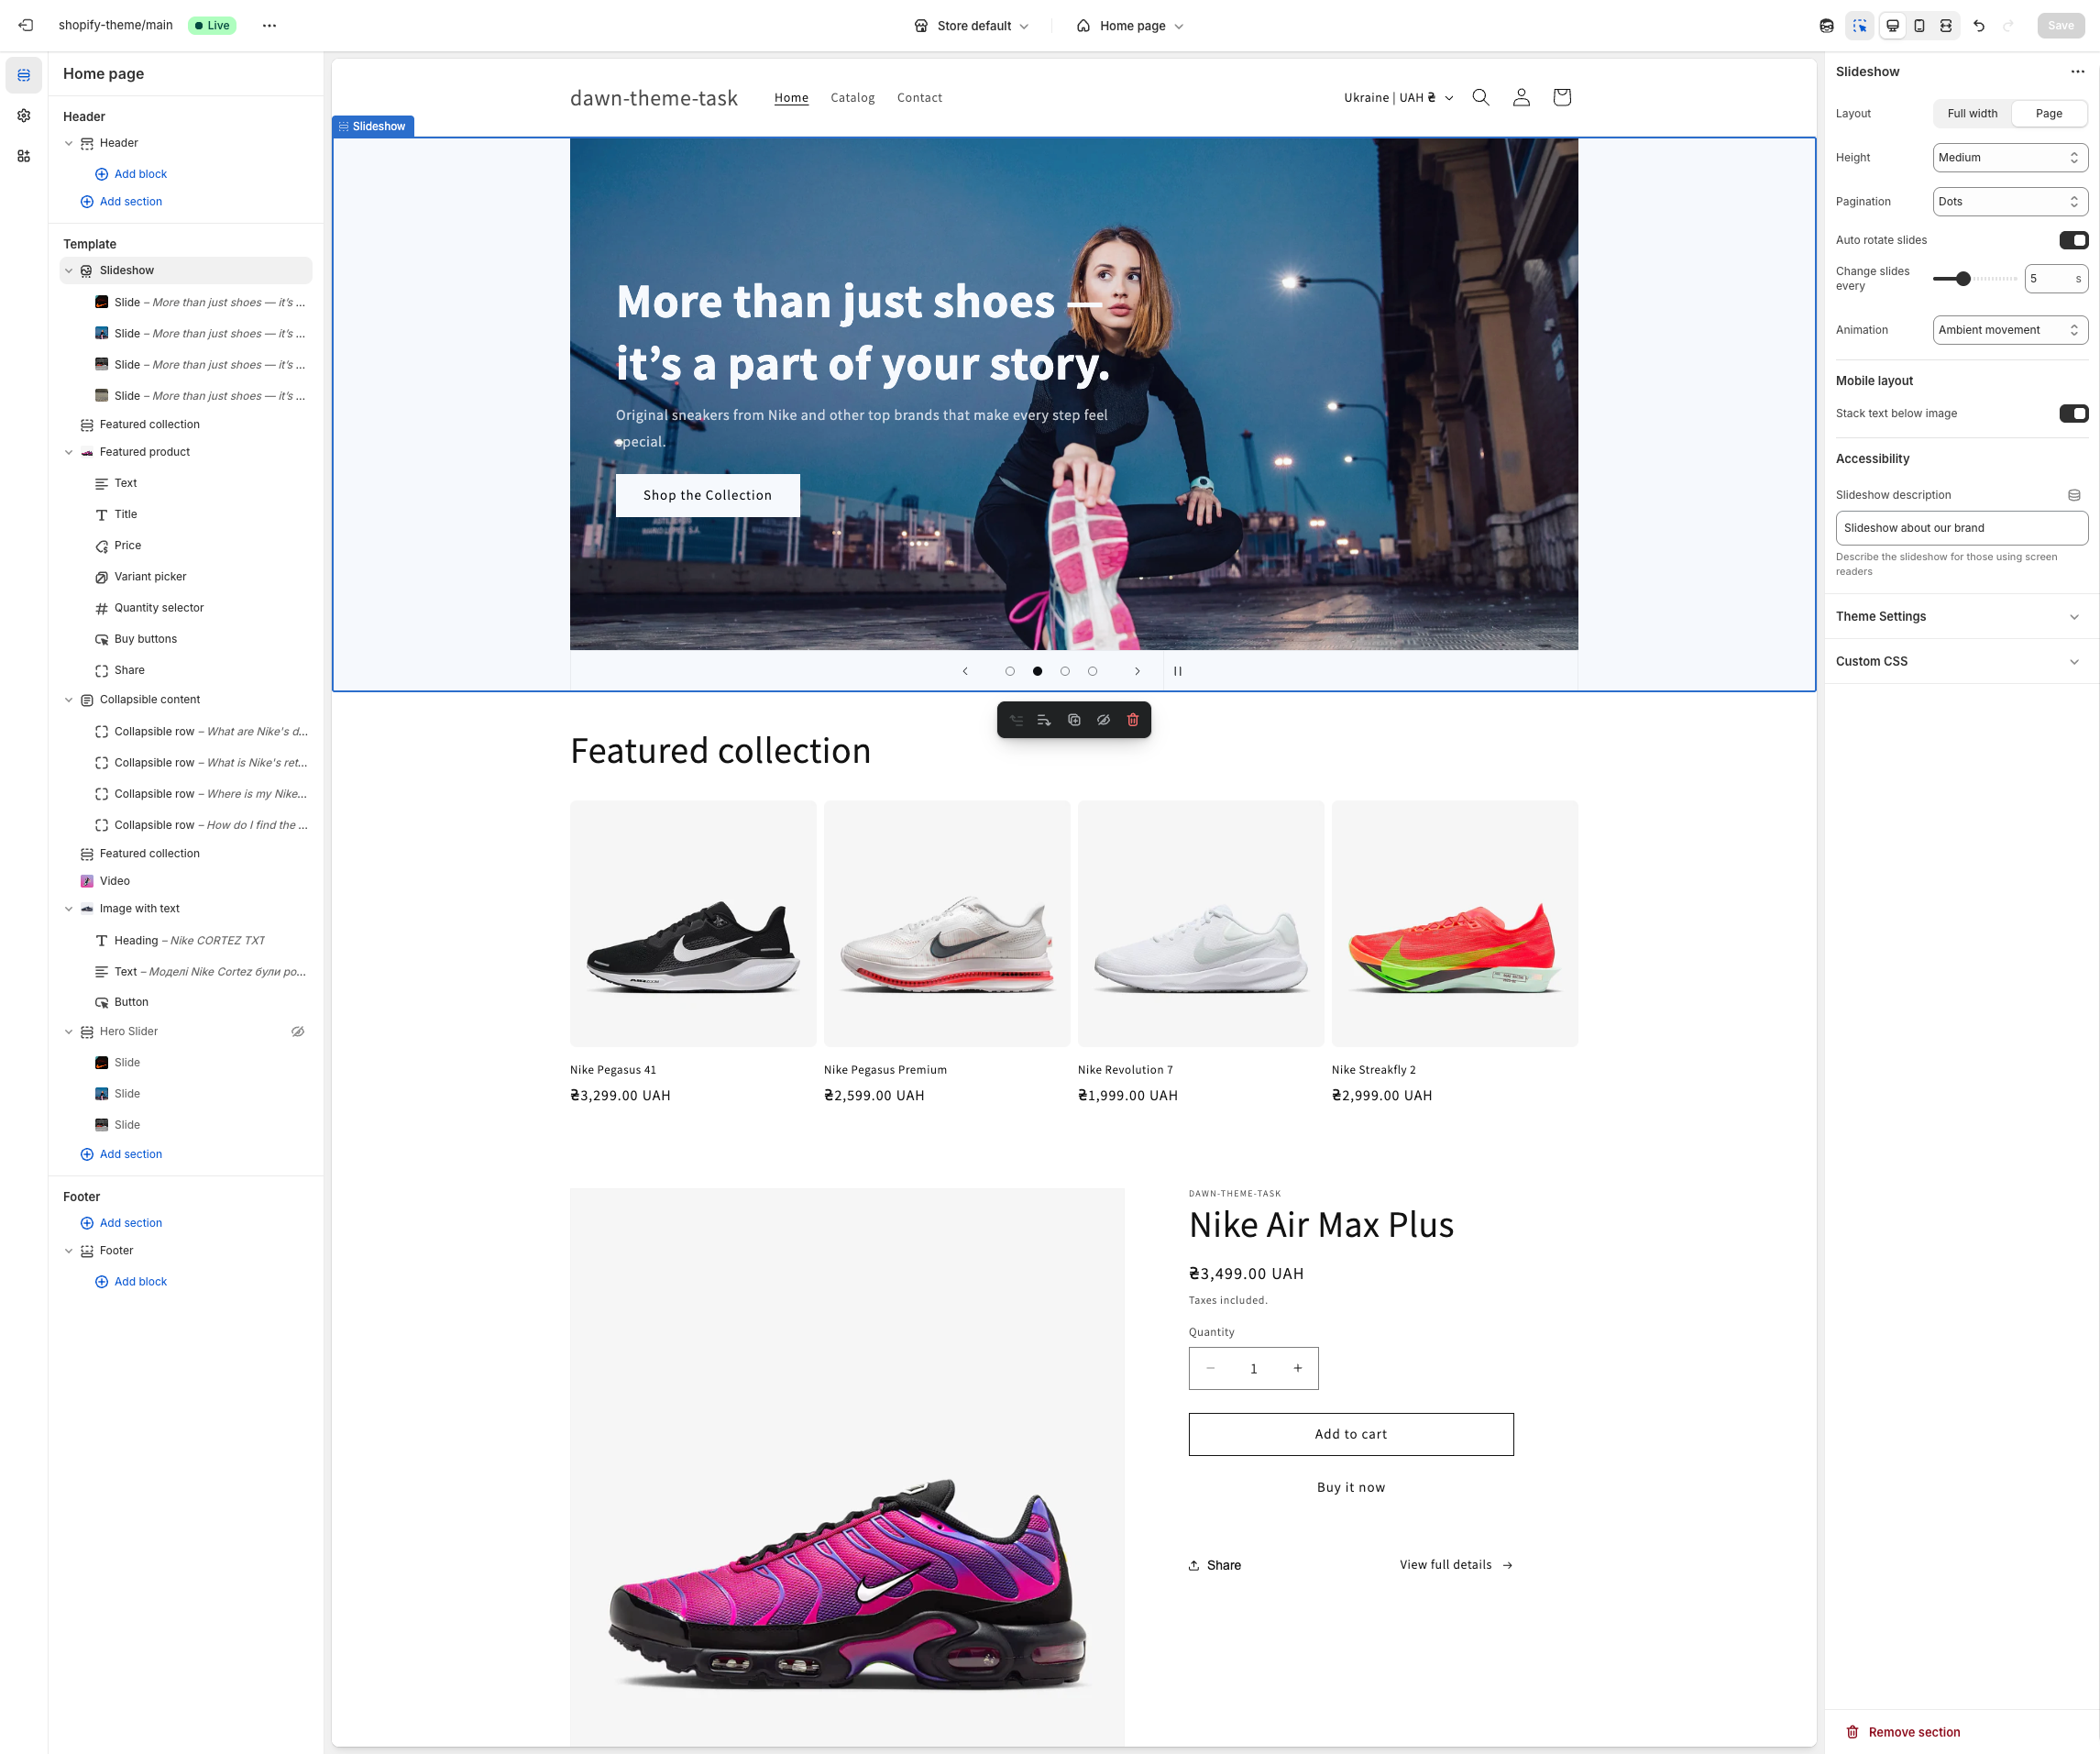 shopify-theme/main
Live
Store default
Home page
Save
Home page
Header
Header
Add block
Add section
Template
Slideshow
Slide – More than just shoes — it's ...
Slide – More than just shoes — it's ...
Slide – More than just shoes — it's ...
Slide – More than just shoes — it's ...
Featured collection
Featured product
Text
Title
Price
Variant picker
Quantity selector
Buy buttons
Share
Collapsible content
Collapsible row – What are Nike's d...
Collapsible row – What is Nike's ret...
Collapsible row – Where is my Nike...
Collapsible row – How do I find the ...
Featured collection
Video
Image with text
Heading – Nike CORTEZ TXT
Text – Моделі Nike Cortez були ро...
Button
Hero Slider
Slide
Slide
Slide
Add section
Footer
Add section
Footer
Add block
dawn-theme-task
Home
Catalog
Contact
Ukraine | UAH ₴
Slideshow
More than just shoes —
it’s a part of your story.
Original sneakers from Nike and other top brands that make every step feel
special.
Shop the Collection
Featured collection
Nike Pegasus 41
₴3,299.00 UAH
Nike Pegasus Premium
₴2,599.00 UAH
Nike Revolution 7
₴1,999.00 UAH
Nike Streakfly 2
₴2,999.00 UAH
DAWN-THEME-TASK
Nike Air Max Plus
₴3,499.00 UAH
Taxes included.
Quantity
1
Add to cart
Buy it now
Share
View full details
Slideshow
Layout
Full width
Page
Height
Medium
Pagination
Dots
Auto rotate slides
Change slides
every
5
s
Animation
Ambient movement
Mobile layout
Stack text below image
Accessibility
Slideshow description
Slideshow about our brand
Describe the slideshow for those using screen
readers
Theme Settings
Custom CSS
Remove section